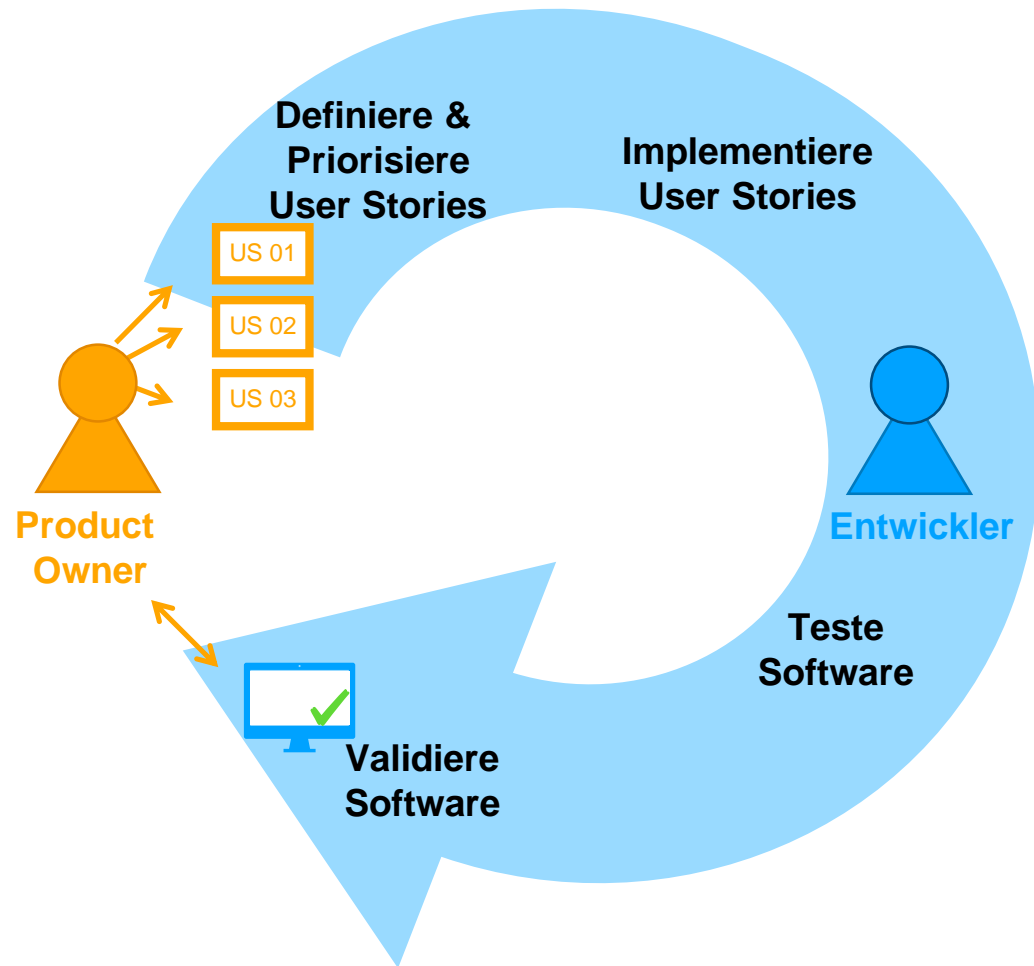 Definiere &
Priorisiere
User Stories
Implementiere
User Stories
US 01
US 02
US 03
Product
Owner
Entwickler
Teste
Software
Validiere
Software